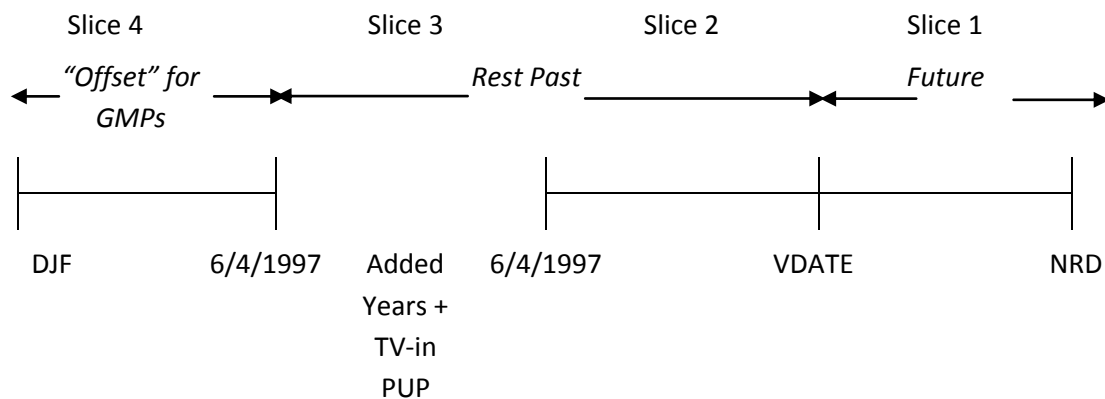 Slice 4 Slice 3 Slice 2 Slice 1
“Offset” for Rest Past Future
GMPs
DJF 6/4/1997 Added 6/4/1997 VDATE NRD
Years +
TV-in
PUP